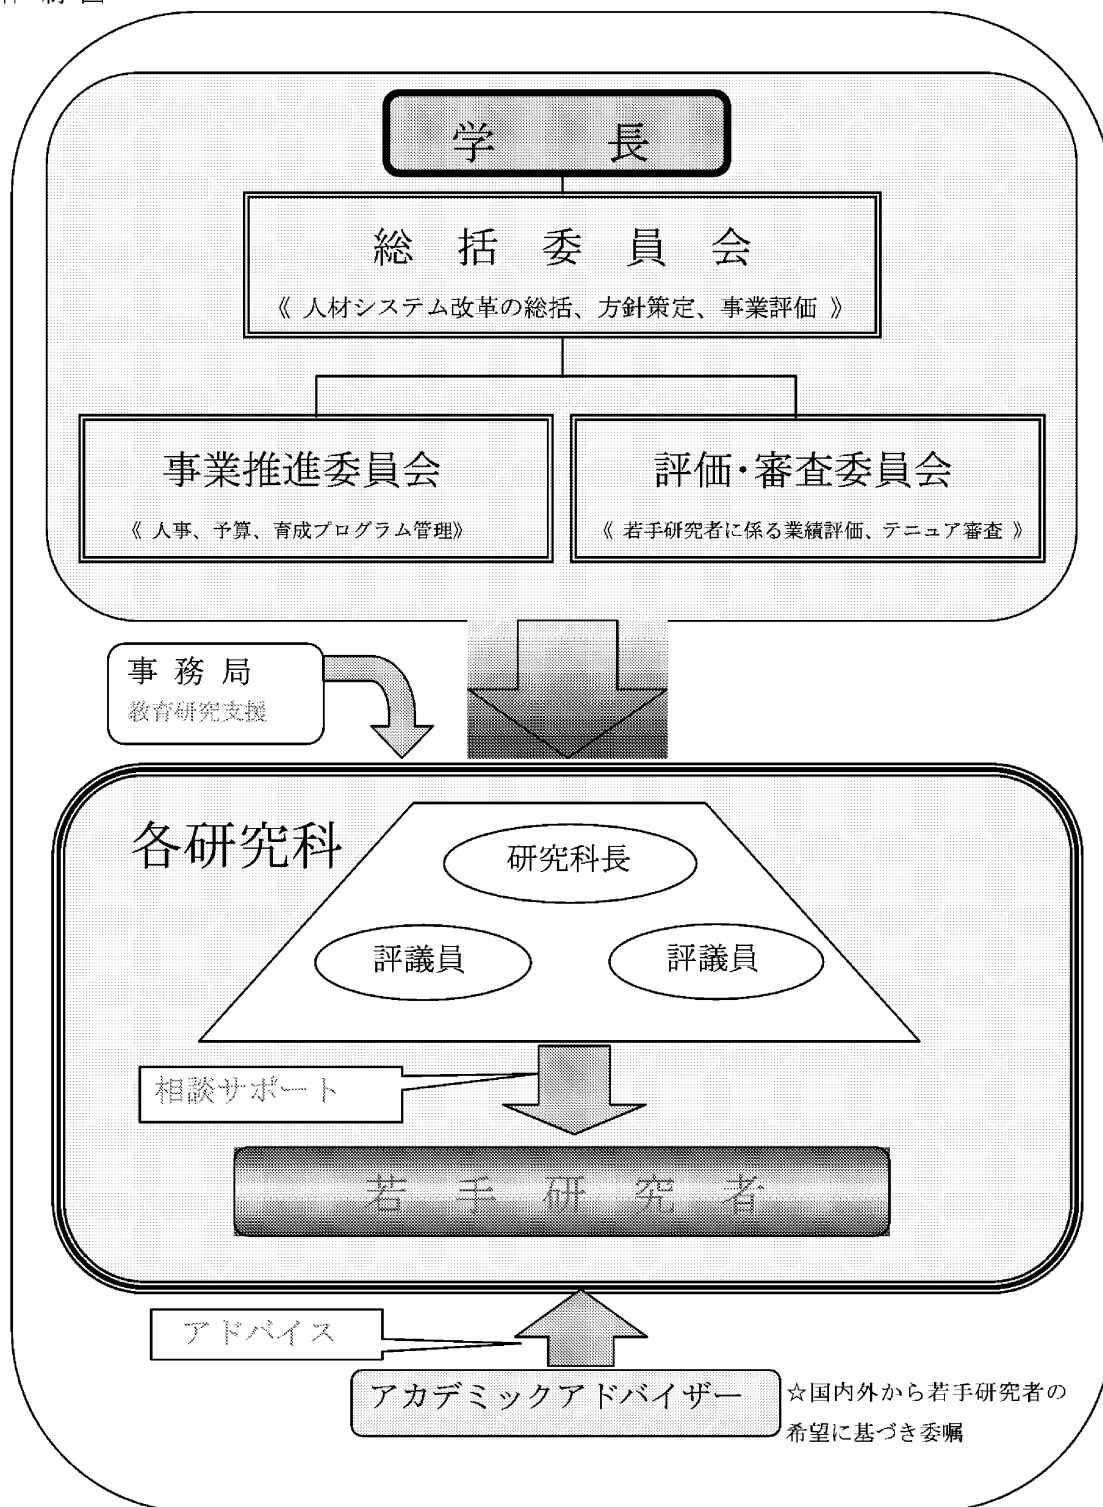 学 長
総 括 委 員 会
《 人材システム改革の総括、方針策定、事業評価 》
事業推進委員会
《 人事、予算、育成プログラム管理》
評価・審査委員会
《 若手研究者に係る業績評価、テニュア審査 》
事 務 局
教育研究支援
各研究科
研究科長
評議員
評議員
相談サポート
若 手 研 究 者
アドバイス
アカデミックアドバイザー
☆国内外から若手研究者の
希望に基づき委嘱